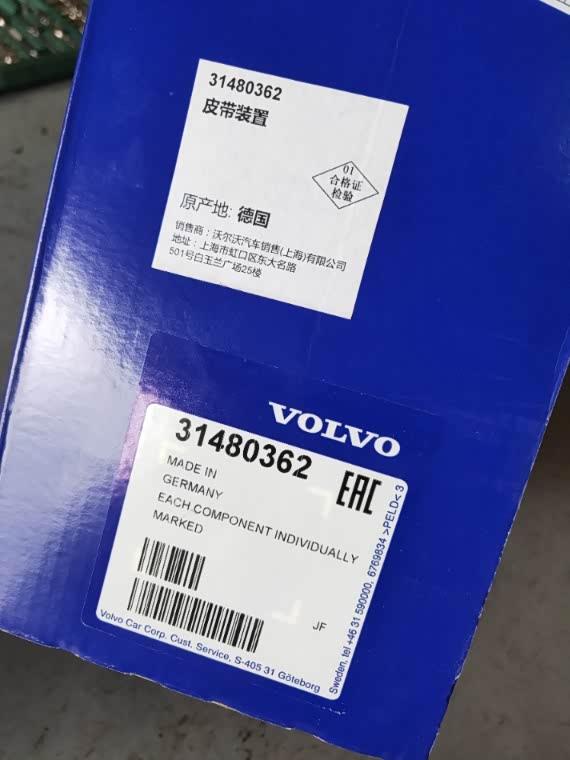 31480362
皮带装置
01
合格证
检验
原产地: 德国
销售商：沃尔沃汽车销售(上海)有限公司
地址：上海市虹口区东大名路
501号白玉兰广场25楼
VOLVO
31480362
EAC
MADE IN
GERMANY
EACH COMPONENT INDIVIDUALLY
MARKED
JF
Volvo Car Corp. Cust. Service, S-405 31 Göteborg
Sweden, tel +46 31 590000, 6769834 >PELD< 3